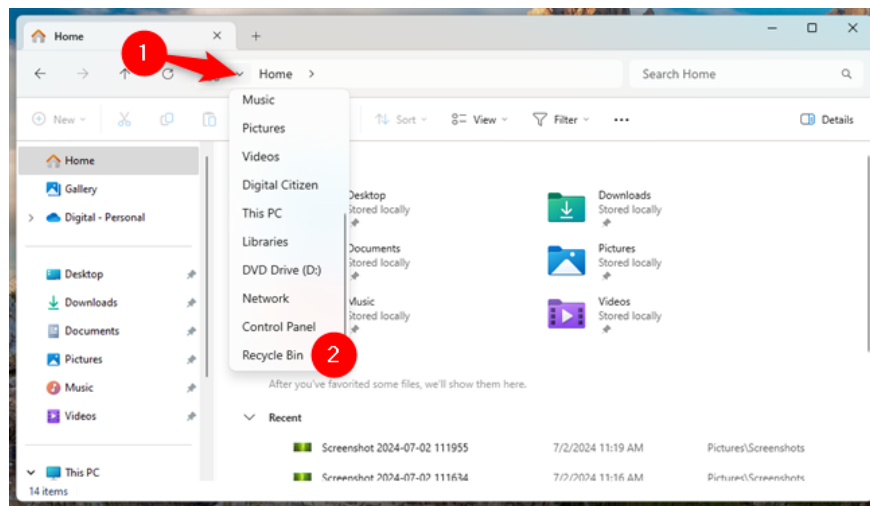 Home
1
Home
Search Home
New
Sort
View
Filter
Details
Music
Pictures
Videos
Digital Citizen
This PC
Libraries
DVD Drive (D:)
Network
Control Panel
Recycle Bin
2
Home
Gallery
Digital - Personal
Desktop
Downloads
Documents
Pictures
Music
Videos
This PC
Desktop
Stored locally
Downloads
Stored locally
Documents
Stored locally
Pictures
Stored locally
Music
Stored locally
Videos
Stored locally
After you've favorited some files, we'll show them here.
Recent
Screenshot 2024-07-02 111955 7/2/2024 11:19 AM Pictures\Screenshots
Screenshot 2024-07-02 111634 7/2/2024 11:16 AM Pictures\Screenshots
14 items